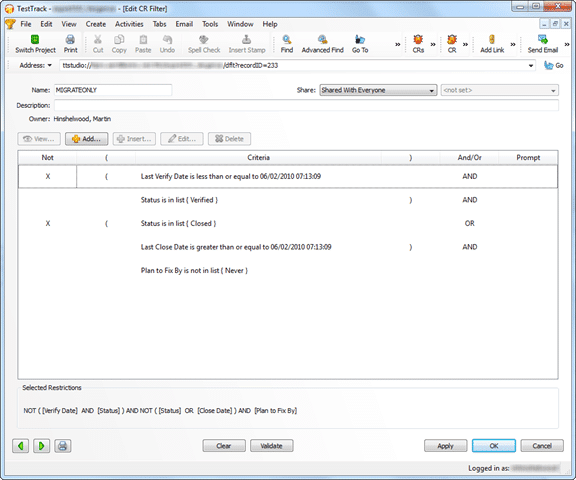 TestTrack - - [Edit CR Filter]
File Edit View Create Activities Tabs Email Tools Window Help
Switch Project Print Cut Copy Paste Undo Spell Check Insert Stamp Find Advanced Find Go To » CRs » CR » Add Link » Send Email »
Address: ttstudio:// /dflt?recordID=233 Go
Name: MIGRATEONLY Share: Shared With Everyone <not set>
Description:
Owner: Hinshelwood, Martin
View... Add... Insert... Edit... Delete
Not ( Criteria ) And/Or Prompt
X ( Last Verify Date is less than or equal to 06/02/2010 07:13:09 AND
Status is in list { Verified } ) AND
X ( Status is in list { Closed } OR
Last Close Date is greater than or equal to 06/02/2010 07:13:09 ) AND
Plan to Fix By is not in list { Never }
Selected Restrictions
NOT ( [Verify Date] AND [Status] ) AND NOT ( [Status] OR [Close Date] ) AND [Plan to Fix By]
Clear Validate Apply OK Cancel
Logged in as: